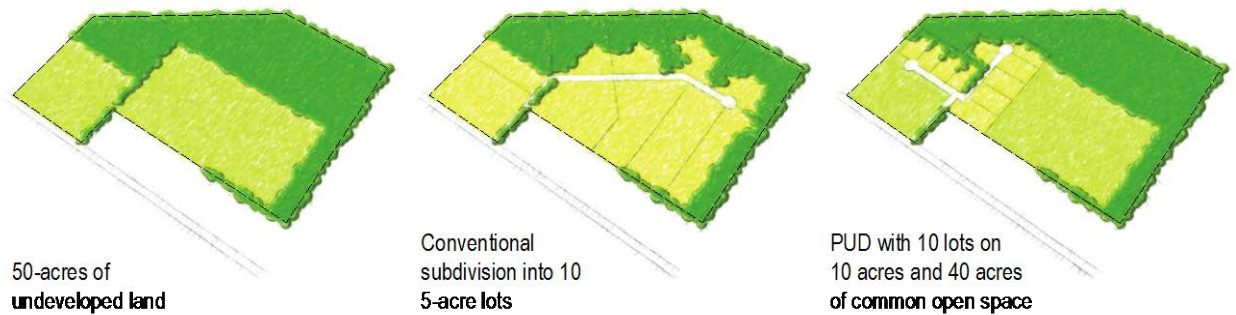 50-acres of
undeveloped land
Conventional
subdivision into 10
5-acre lots
PUD with 10 lots on
10 acres and 40 acres
of common open space